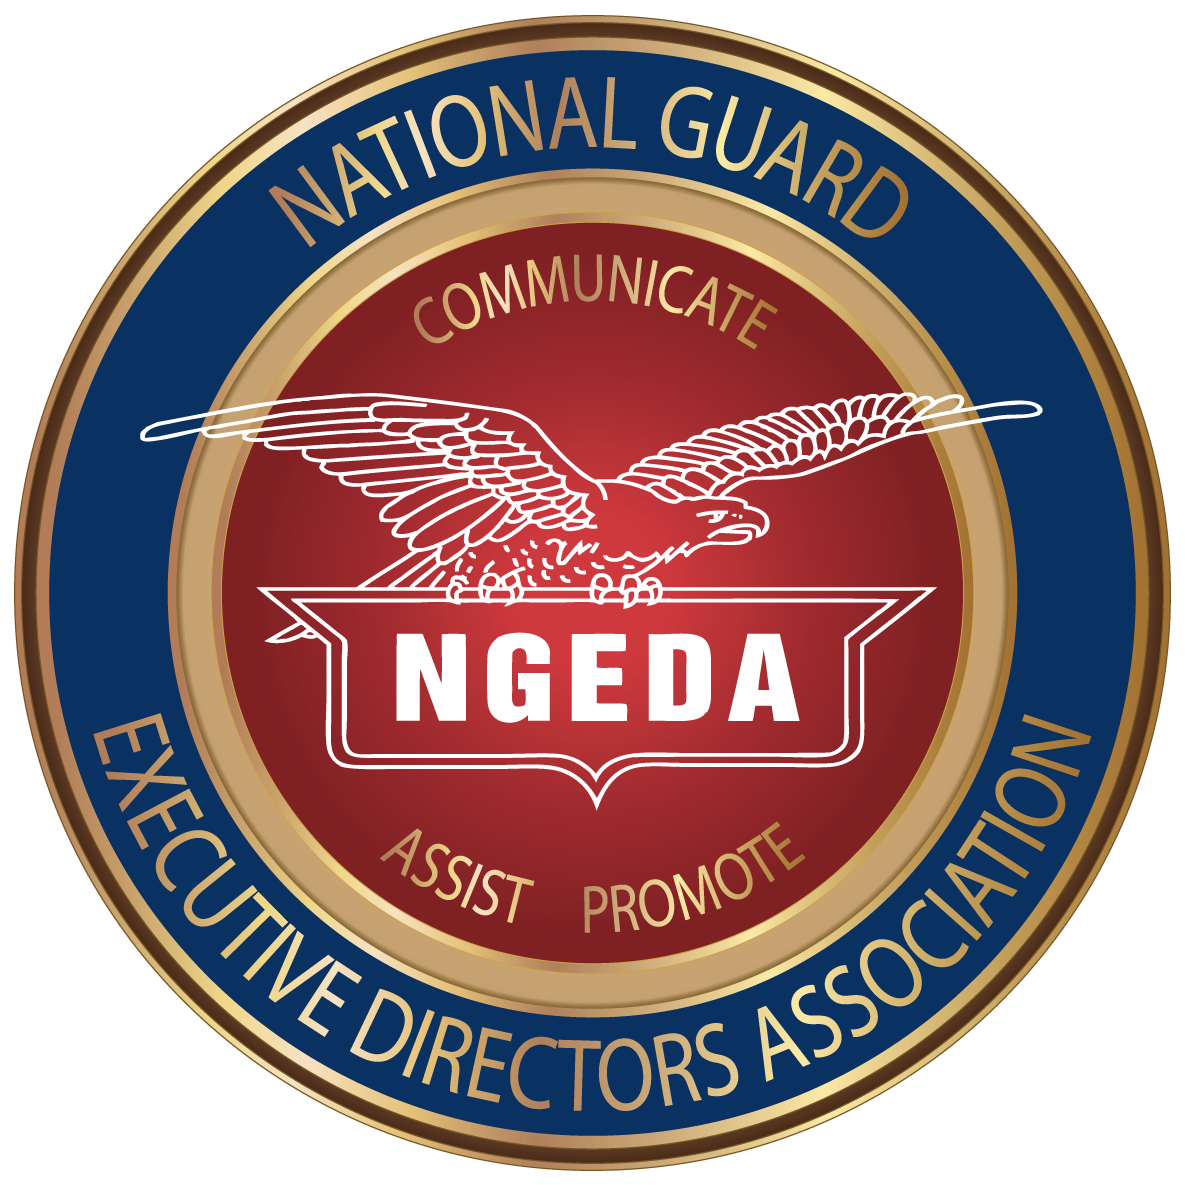 NATIONAL GUARD
COMMUNICATE
NGEDA
ASSIST PROMOTE
EXECUTIVE DIRECTORS ASSOCIATION